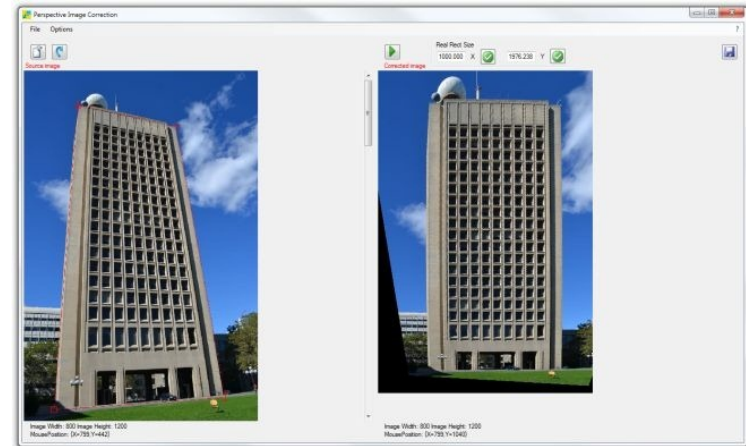 Perspective Image Correction
File Options ?
Real Rect Size
1000.000 X 1976.238 Y
Source image
Corrected image
Image Width: 800 Image Height: 1200
MousePosition: {X=799,Y=442}
Image Width: 800 Image Height: 1200
MousePosition: {X=799,Y=1040}